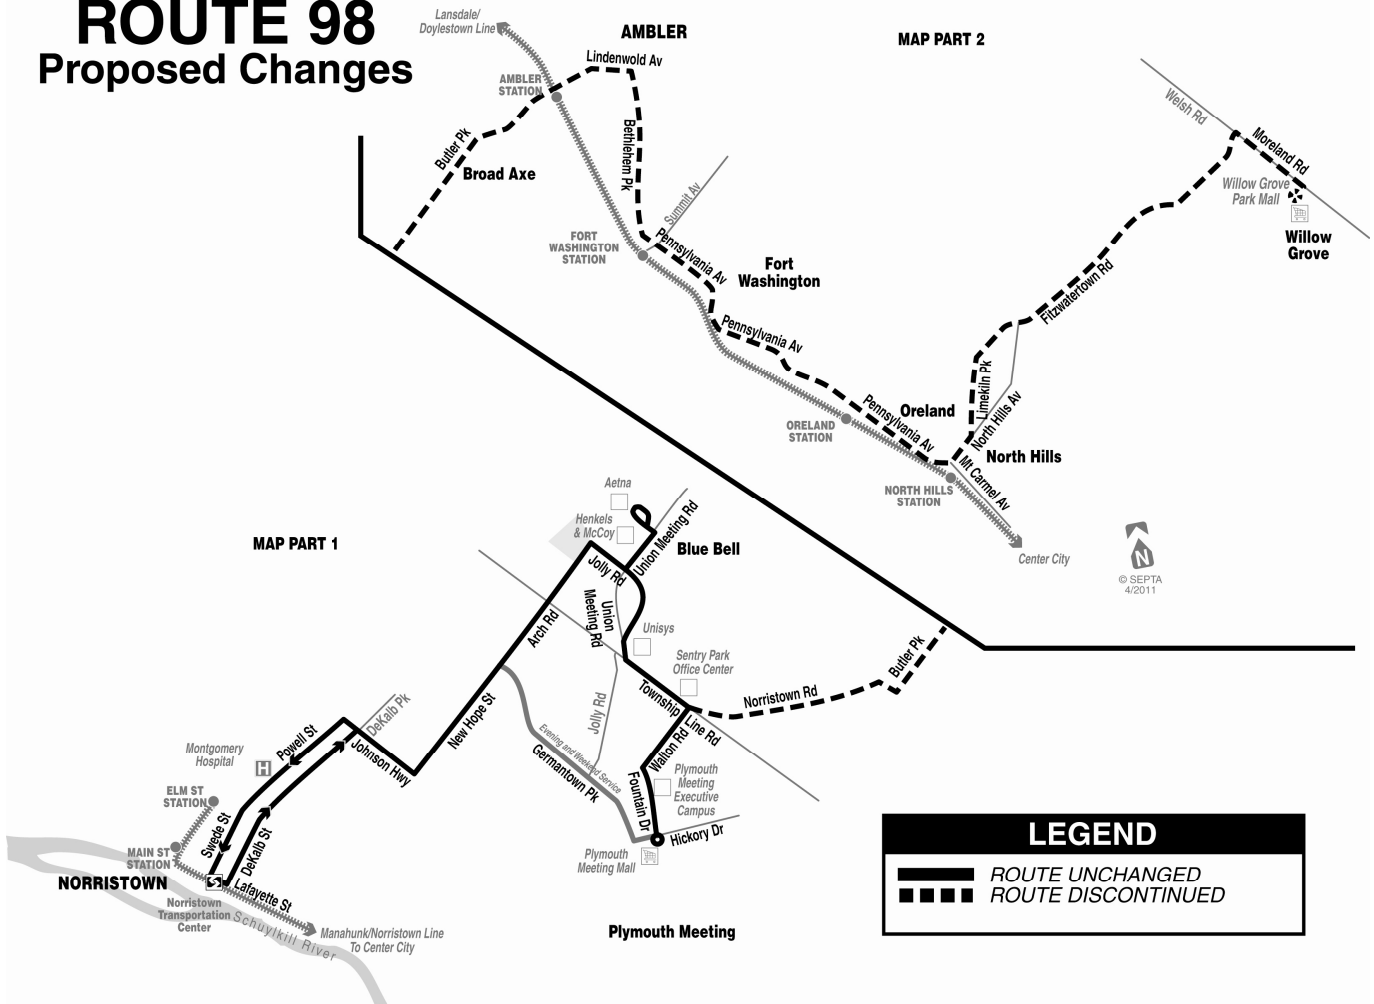 ROUTE 98
Proposed Changes
Lansdale/
Doylestown Line
AMBLER
MAP PART 2
Lindenwold Av
AMBLER
STATION
Butler Pk
Broad Axe
Bethlehem Pk
Summit Av
Welsh Rd
Moreland Rd
Willow Grove
Park Mall
Willow
Grove
FORT
WASHINGTON
STATION
Pennsylvania Av
Fort
Washington
Pennsylvania Av
Fitzwatertown Rd
Limekiln Pk
North Hills Av
Oreland
Pennsylvania Av
ORELAND
STATION
North Hills
Mt Carmel Av
NORTH HILLS
STATION
Center City
N
© SEPTA
4/2011
MAP PART 1
Aetna
Henkels
& McCoy
Union Meeting Rd
Blue Bell
Jolly Rd
Union
Meeting Rd
Arch Rd
Unisys
Sentry Park
Office Center
Butler Pk
Norristown Rd
Township
Line Rd
Jolly Rd
Walton Rd
New Hope St
DeKalb Pk
Powell St
Johnson Hwy
Montgomery
Hospital
H
Evening and Weekend Service
Germantown Pk
Fountain Dr
Plymouth
Meeting
Executive
Campus
Hickory Dr
Plymouth
Meeting Mall
ELM ST
STATION
Swede St
DeKalb St
MAIN ST
STATION
NORRISTOWN
S
Lafayette St
Norristown
Transportation
Center
Schuylkill River
Manahunk/Norristown Line
To Center City
Plymouth Meeting
LEGEND
ROUTE UNCHANGED
ROUTE DISCONTINUED